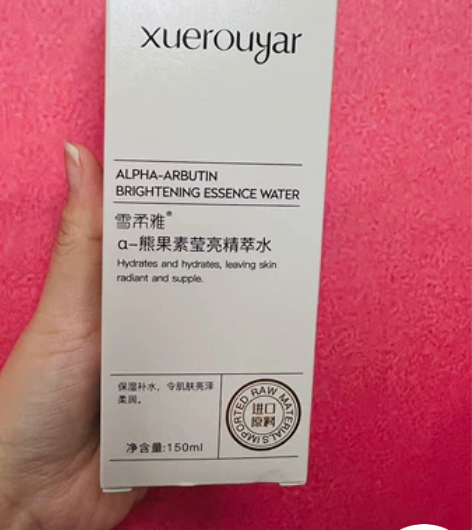 xuerouyar
ALPHA-ARBUTIN
BRIGHTENING ESSENCE WATER
雪柔雅®
α-熊果素莹亮精萃水
Hydrates and hydrates, leaving skin
radiant and supple.
保湿补水，令肌肤亮泽
柔润。
净含量:150ml
IMPORTED RAW MATERIALS
进口
原料